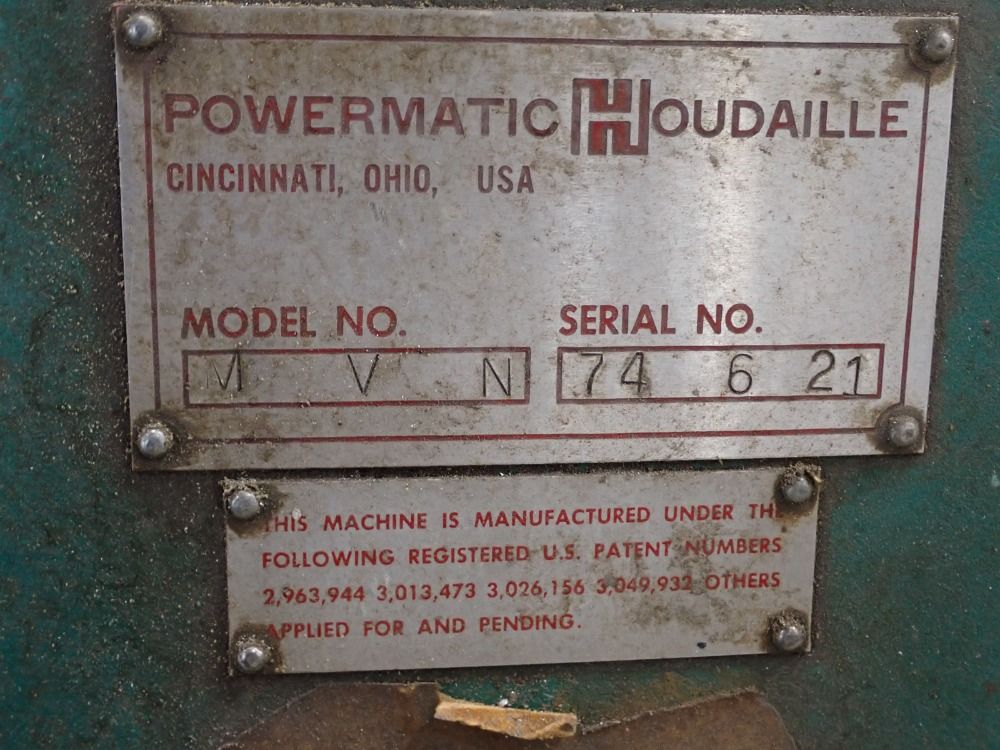 POWERMATIC HOUDAILLE
CINCINNATI, OHIO, USA
MODEL NO. SERIAL NO.
M V N 74 6 21
THIS MACHINE IS MANUFACTURED UNDER THE
FOLLOWING REGISTERED U.S. PATENT NUMBERS
2,963,944 3,013,473 3,026,156 3,049,932 OTHERS
APPLIED FOR AND PENDING.